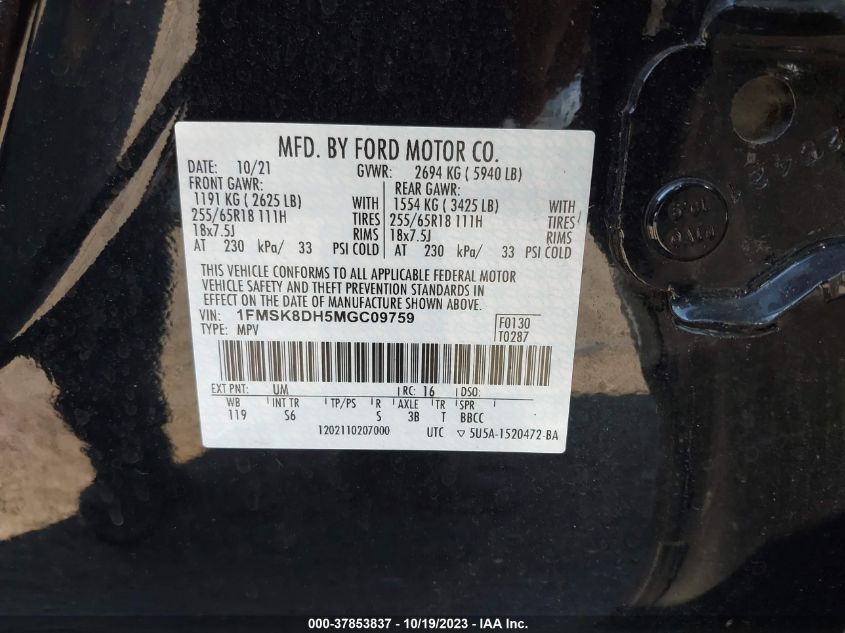 MFD. BY FORD MOTOR CO.
DATE: 10/21 GVWR: 2694 KG ( 5940 LB)
FRONT GAWR: REAR GAWR:
1191 KG ( 2625 LB) WITH 1554 KG ( 3425 LB) WITH
255/65R18 111H TIRES 255/65R18 111H TIRES
18x7.5J RIMS 18x7.5J RIMS
AT 230 kPa/ 33 PSI COLD AT 230 kPa/ 33 PSI COLD
THIS VEHICLE CONFORMS TO ALL APPLICABLE FEDERAL MOTOR
VEHICLE SAFETY AND THEFT PREVENTION STANDARDS IN
EFFECT ON THE DATE OF MANUFACTURE SHOWN ABOVE.
VIN: 1FMSK8DH5MGC09759 F0130
TYPE: MPV T0287
EXT PNT: UM RC: 16 DSO:
WB INT TR TP/PS R AXLE TR SPR
119 S6 S 3B T BBCC
1202110207000 UTC ▽ 5U5A-1520472-BA
000-37853837 - 10/19/2023 - IAA Inc.